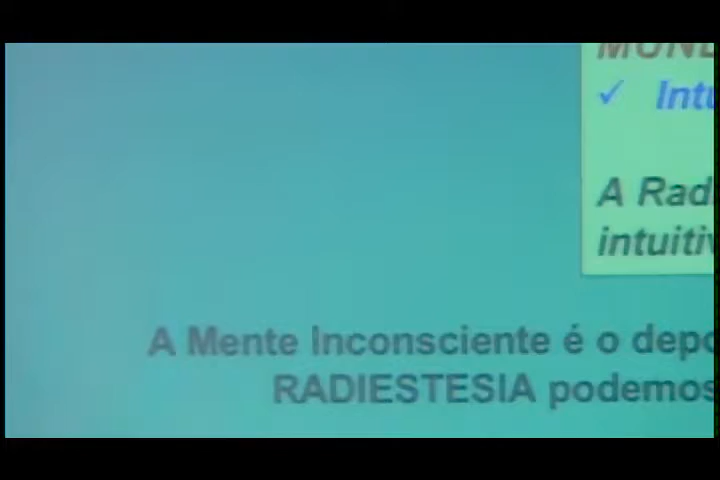 ✓ Intu
A Rad
intuitiv
A Mente Inconsciente é o depo
RADIESTESIA podemos